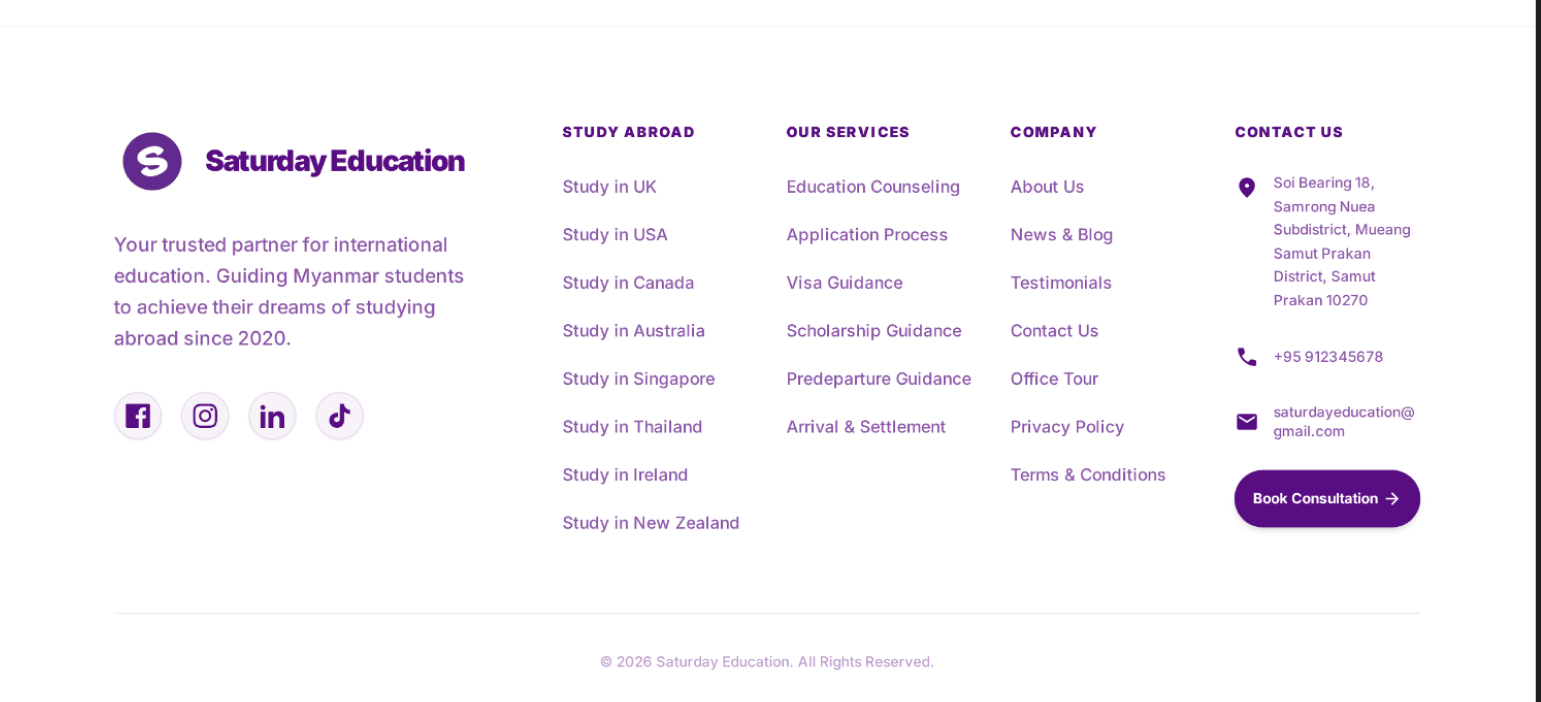 Saturday Education
Your trusted partner for international
education. Guiding Myanmar students
to achieve their dreams of studying
abroad since 2020.
STUDY ABROAD
Study in UK
Study in USA
Study in Canada
Study in Australia
Study in Singapore
Study in Thailand
Study in Ireland
Study in New Zealand
OUR SERVICES
Education Counseling
Application Process
Visa Guidance
Scholarship Guidance
Predeparture Guidance
Arrival & Settlement
COMPANY
About Us
News & Blog
Testimonials
Contact Us
Office Tour
Privacy Policy
Terms & Conditions
CONTACT US
Soi Bearing 18,
Samrong Nuea
Subdistrict, Mueang
Samut Prakan
District, Samut
Prakan 10270
+95 912345678
saturdayeducation@
gmail.com
Book Consultation →
© 2026 Saturday Education. All Rights Reserved.